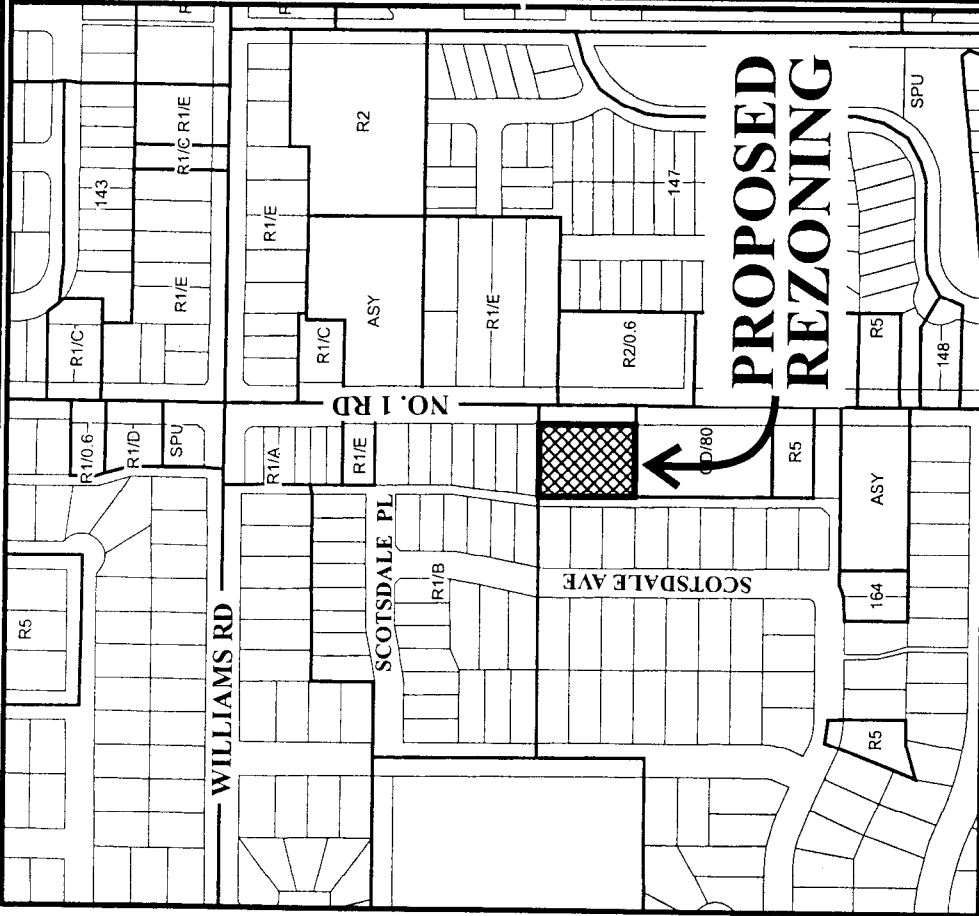 143
R1/C
R1/E
R1/E
R1/C
R1/0.6
R1/D
SPU
R5
WILLIAMS RD
R2
R1/E
R1/C
ASY
R1/E
NO. 1 RD
R1/A
R1/E
SCOTSDALE PL
R1/B
SCOTSDALE AVE
147
R2/0.6
SPU
PROPOSED
REZONING
CD/80
R5
R5
148
ASY
164
R5